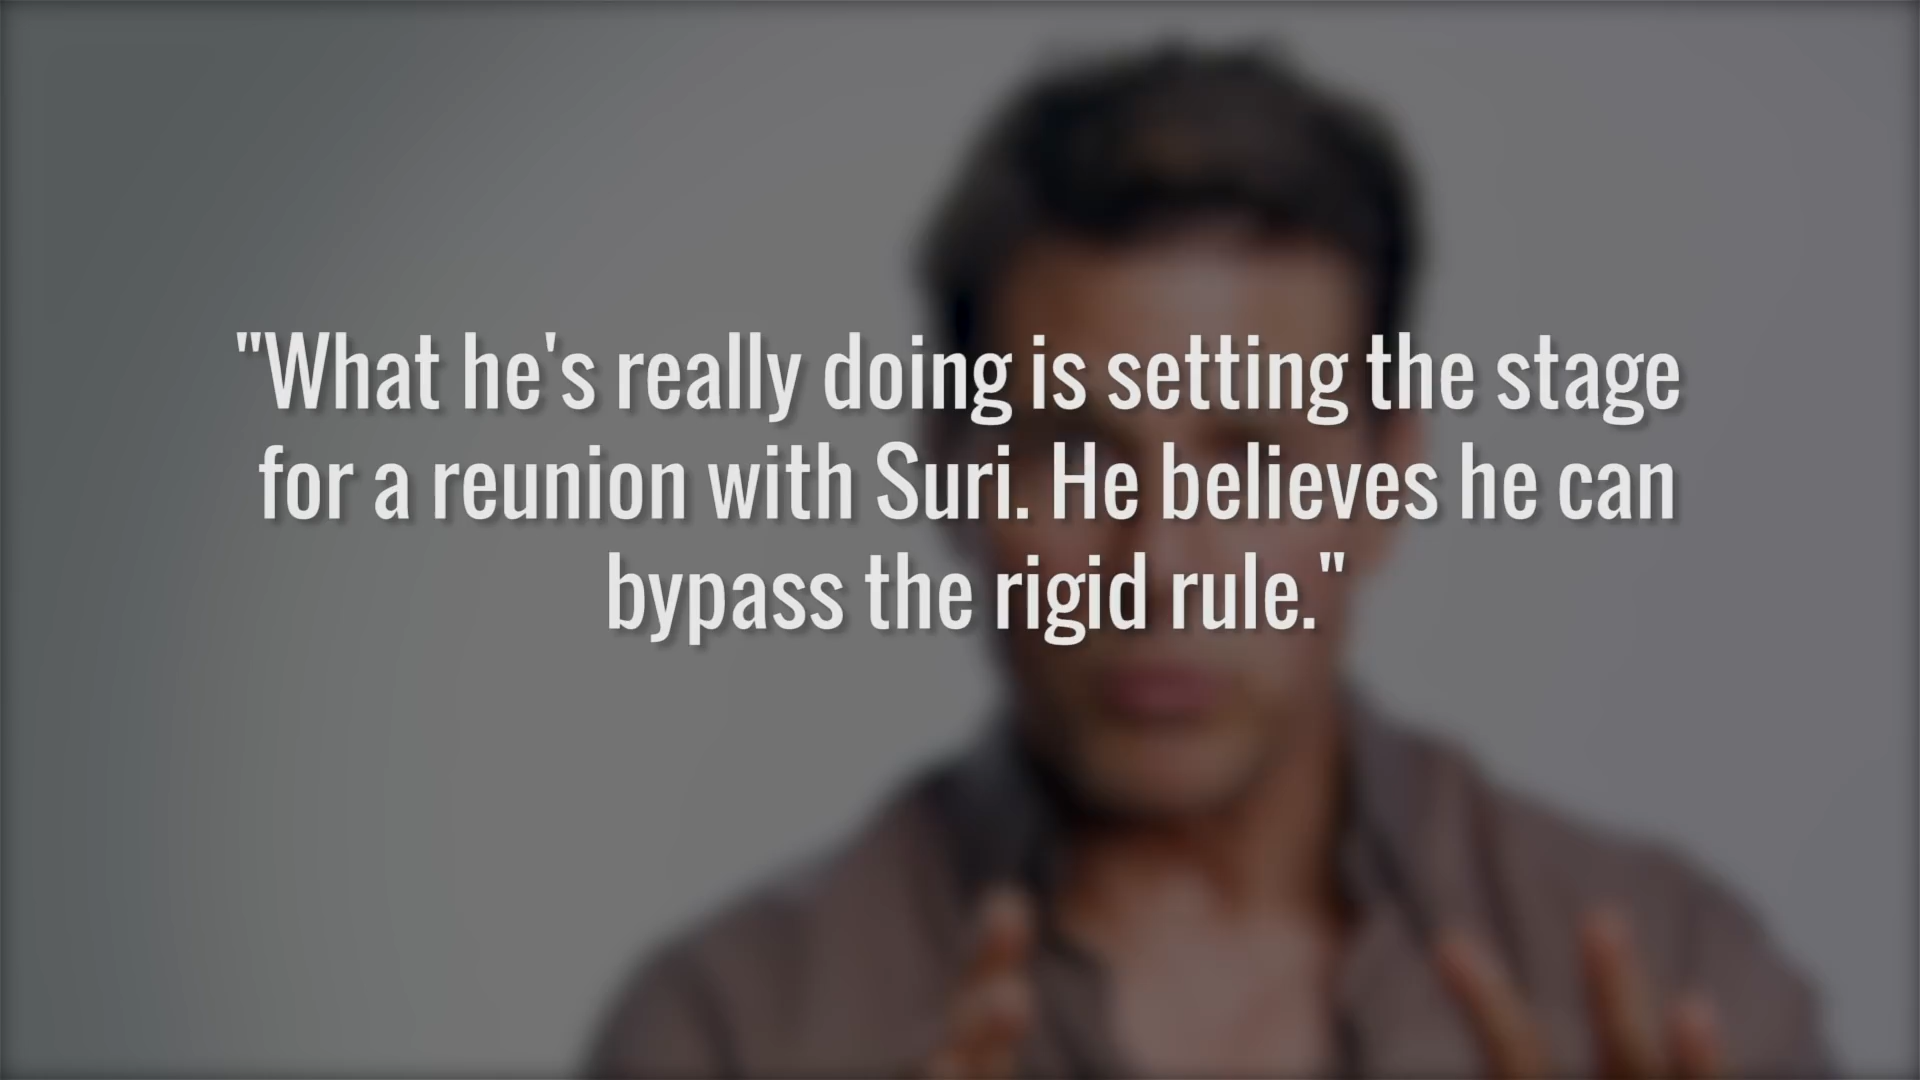 "What he's really doing is setting the stage
for a reunion with Suri. He believes he can
bypass the rigid rule."